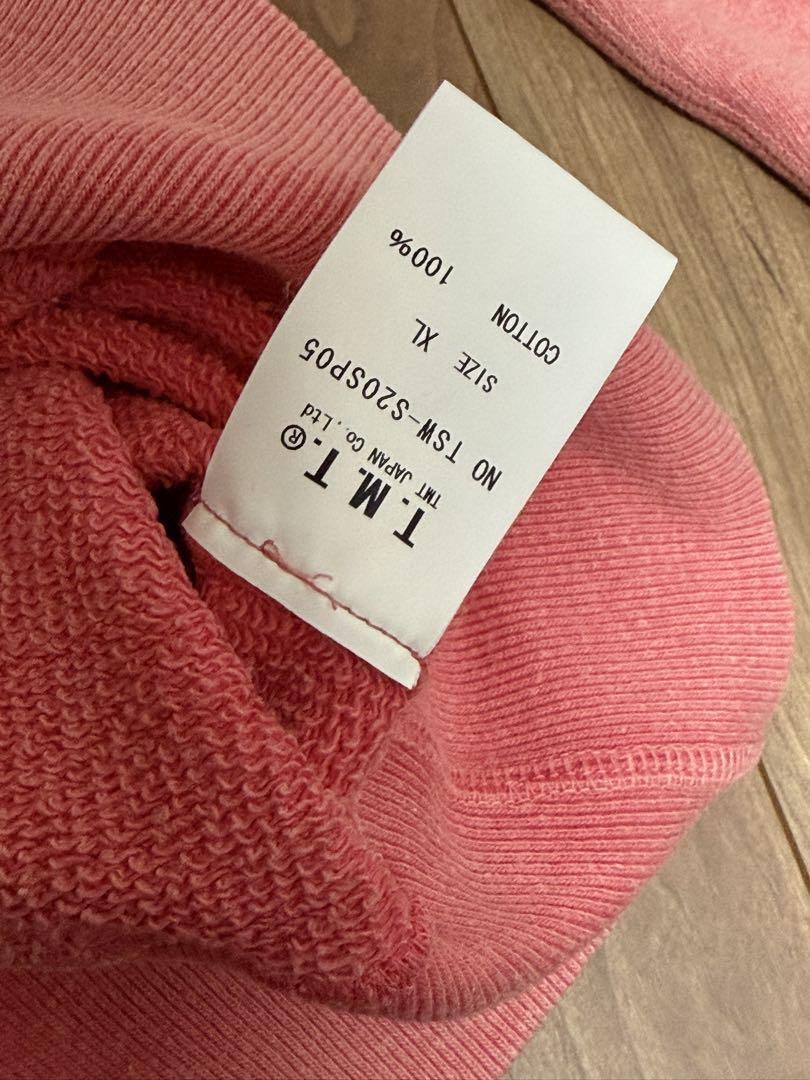 T.M.T.®
TMT JAPAN Co.,Ltd
NO TSW-S20SP05
SIZE XL
COTTON 100%